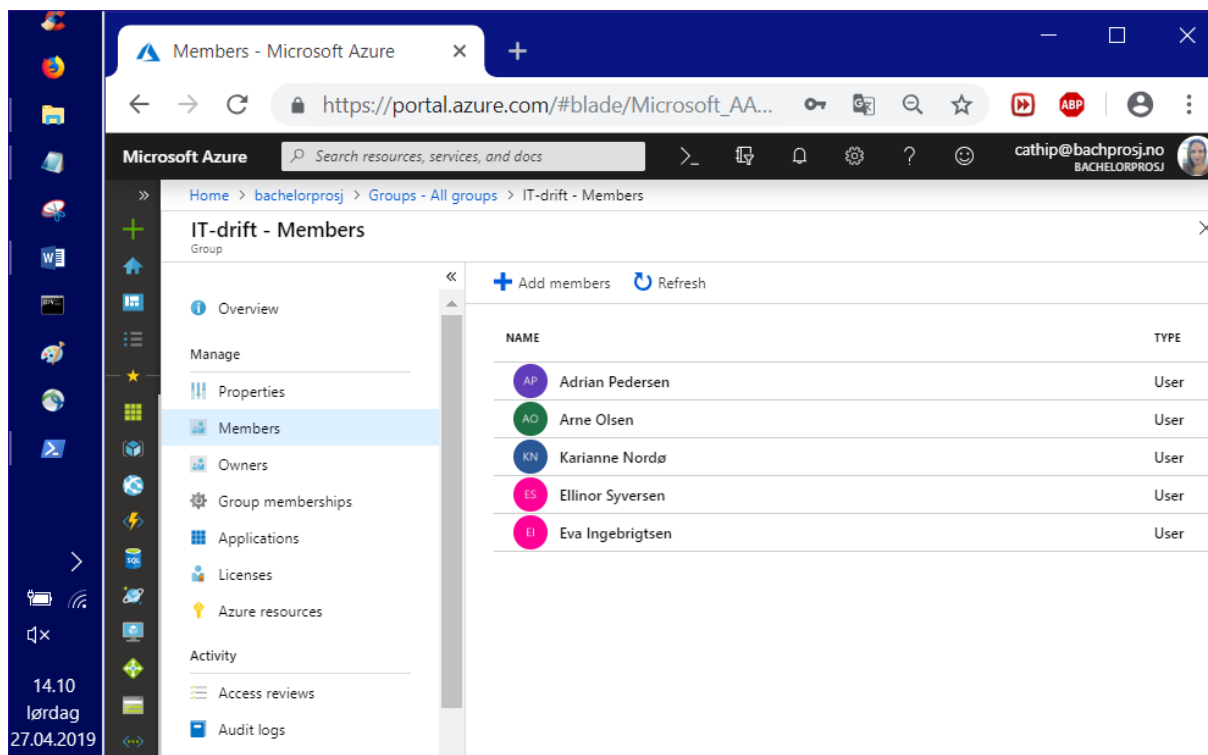 Members - Microsoft Azure
https://portal.azure.com/#blade/Microsoft_AA...
ABP
Microsoft Azure
Search resources, services, and docs
cathip@bachprosj.no
BACHELORPROSJ
Home > bachelorprosj > Groups - All groups > IT-drift - Members
IT-drift - Members
Group
Add members
Refresh
Overview
Manage
Properties
Members
Owners
Group memberships
Applications
Licenses
Azure resources
Activity
Access reviews
Audit logs
NAME TYPE
AP Adrian Pedersen User
AO Arne Olsen User
KN Karianne Nordø User
ES Ellinor Syversen User
EI Eva Ingebrigtsen User
SQL
14.10
lørdag
27.04.2019